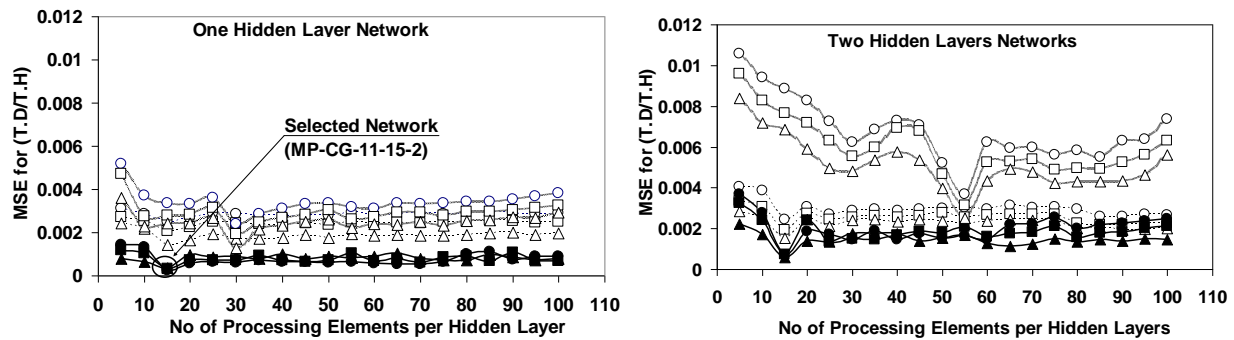 One Hidden Layer Network
MSE for (T.D/T.H)
0.012
0.01
0.008
0.006
0.004
0.002
0
Selected Network
(MP-CG-11-15-2)
0 10 20 30 40 50 60 70 80 90 100 110
No of Processing Elements per Hidden Layer
Two Hidden Layers Networks
MSE for (T.D/T.H)
0.012
0.01
0.008
0.006
0.004
0.002
0
0 10 20 30 40 50 60 70 80 90 100 110
No of Processing Elements per Hidden Layers